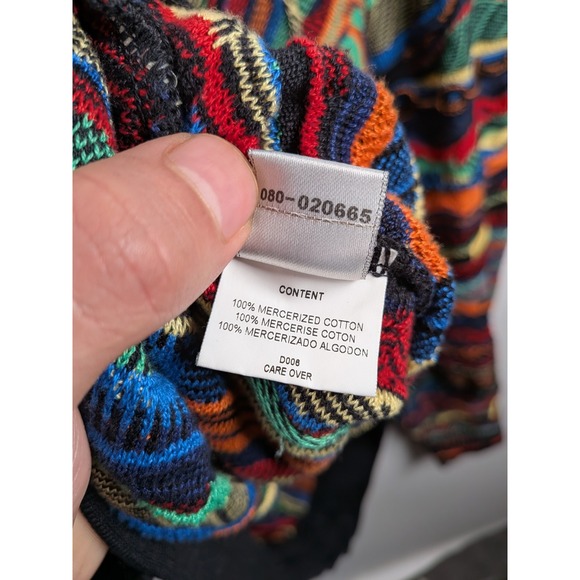 080-020665
CONTENT
100% MERCERIZED COTTON
100% MERCERISE COTON
100% MERCERIZADO ALGODON
D008
CARE OVER